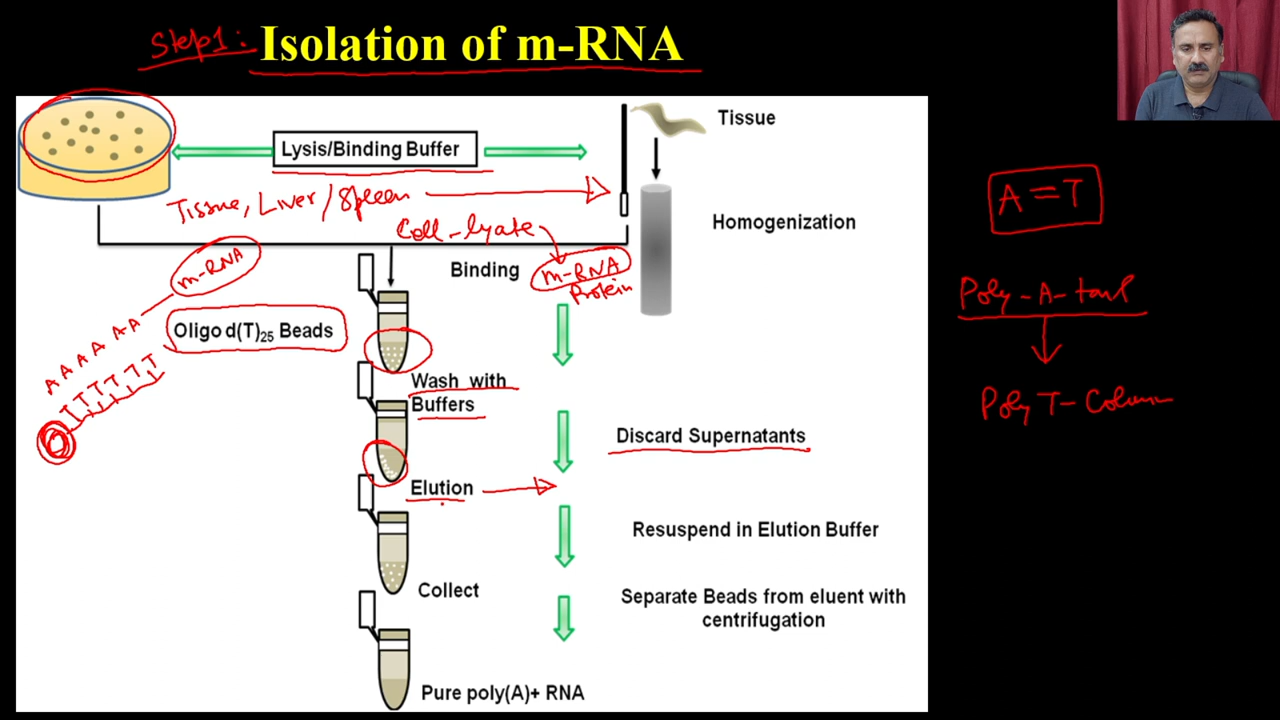 Step1:
Isolation of m-RNA
Tissue
Lysis/Binding Buffer
Tissue, Liver/Spleen
A=T
Homogenization
Cell-lyate
m-RNA
Binding
m-RNA
Protein
Poly-A-tail
AAAAAA
Oligo d(T)25 Beads
TTTTTT
Wash with
Buffers
Poly T-Column
Discard Supernatants
Elution
Resuspend in Elution Buffer
Collect
Separate Beads from eluent with
centrifugation
Pure poly(A)+ RNA